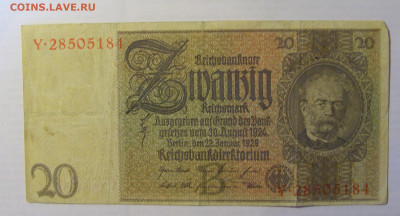 COINS.LAVE.RU
Y·28505184
20
Reichsbanknote
20
Zwanzig
Reichsmark
Ausgegeben auf Grund des Bank-
gesetzes vom 30. August 1924
Berlin, den 22. Januar 1929
Reichsbankdirektorium
20
B
Y·28505184